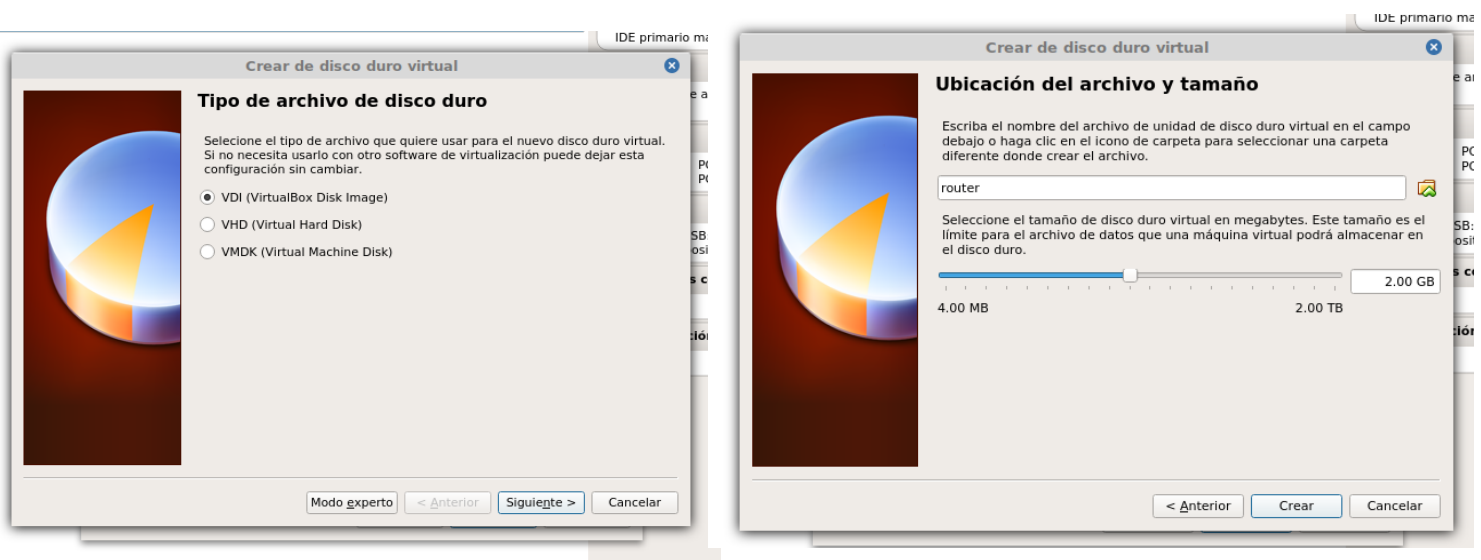 IDE primario ma
Crear de disco duro virtual
Tipo de archivo de disco duro
Selecione el tipo de archivo que quiere usar para el nuevo disco duro virtual.
Si no necesita usarlo con otro software de virtualización puede dejar esta
configuración sin cambiar.
VDI (VirtualBox Disk Image)
VHD (Virtual Hard Disk)
VMDK (Virtual Machine Disk)
Modo experto
< Anterior
Siguiente >
Cancelar
IDE primario ma
Crear de disco duro virtual
Ubicación del archivo y tamaño
Escriba el nombre del archivo de unidad de disco duro virtual en el campo
debajo o haga clic en el icono de carpeta para seleccionar una carpeta
diferente donde crear el archivo.
router
Seleccione el tamaño de disco duro virtual en megabytes. Este tamaño es el
límite para el archivo de datos que una máquina virtual podrá almacenar en
el disco duro.
2.00 GB
4.00 MB
2.00 TB
< Anterior
Crear
Cancelar